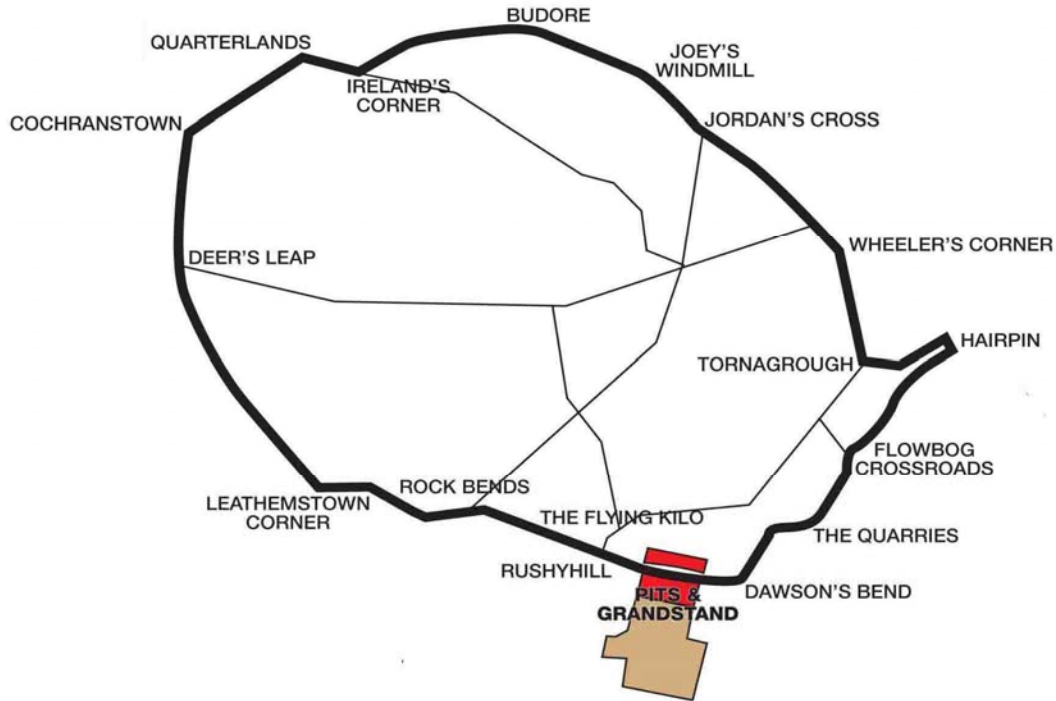 BUDORE
QUARTERLANDS
JOEY'S
WINDMILL
IRELAND'S
CORNER
COCHRANSTOWN
JORDAN'S CROSS
WHEELER'S CORNER
DEER'S LEAP
HAIRPIN
TORNAGROUGH
FLOWBOG
CROSSROADS
ROCK BENDS
LEATHEMSTOWN
CORNER
THE FLYING KILO
THE QUARRIES
RUSHYHILL
DAWSON'S BEND
PITS &
GRANDSTAND